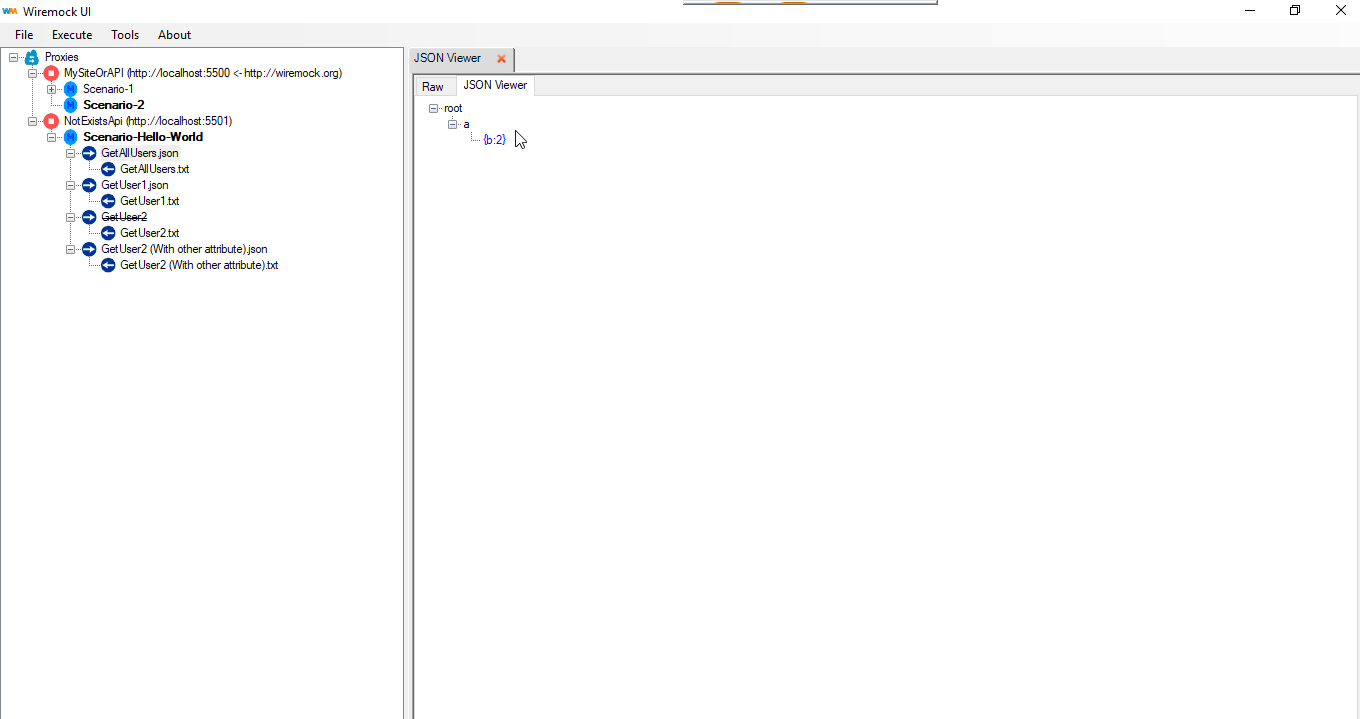 Wiremock UI
File Execute Tools About
Proxies
MySiteOrAPI (http://localhost:5500 <- http://wiremock.org)
Scenario-1
Scenario-2
NotExistsApi (http://localhost:5501)
Scenario-Hello-World
GetAllUsers.json
GetAllUsers.txt
GetUser1.json
GetUser1.txt
GetUser2
GetUser2.txt
GetUser2 (With other attribute).json
GetUser2 (With other attribute).txt
JSON Viewer
Raw JSON Viewer
root
a
{b:2}